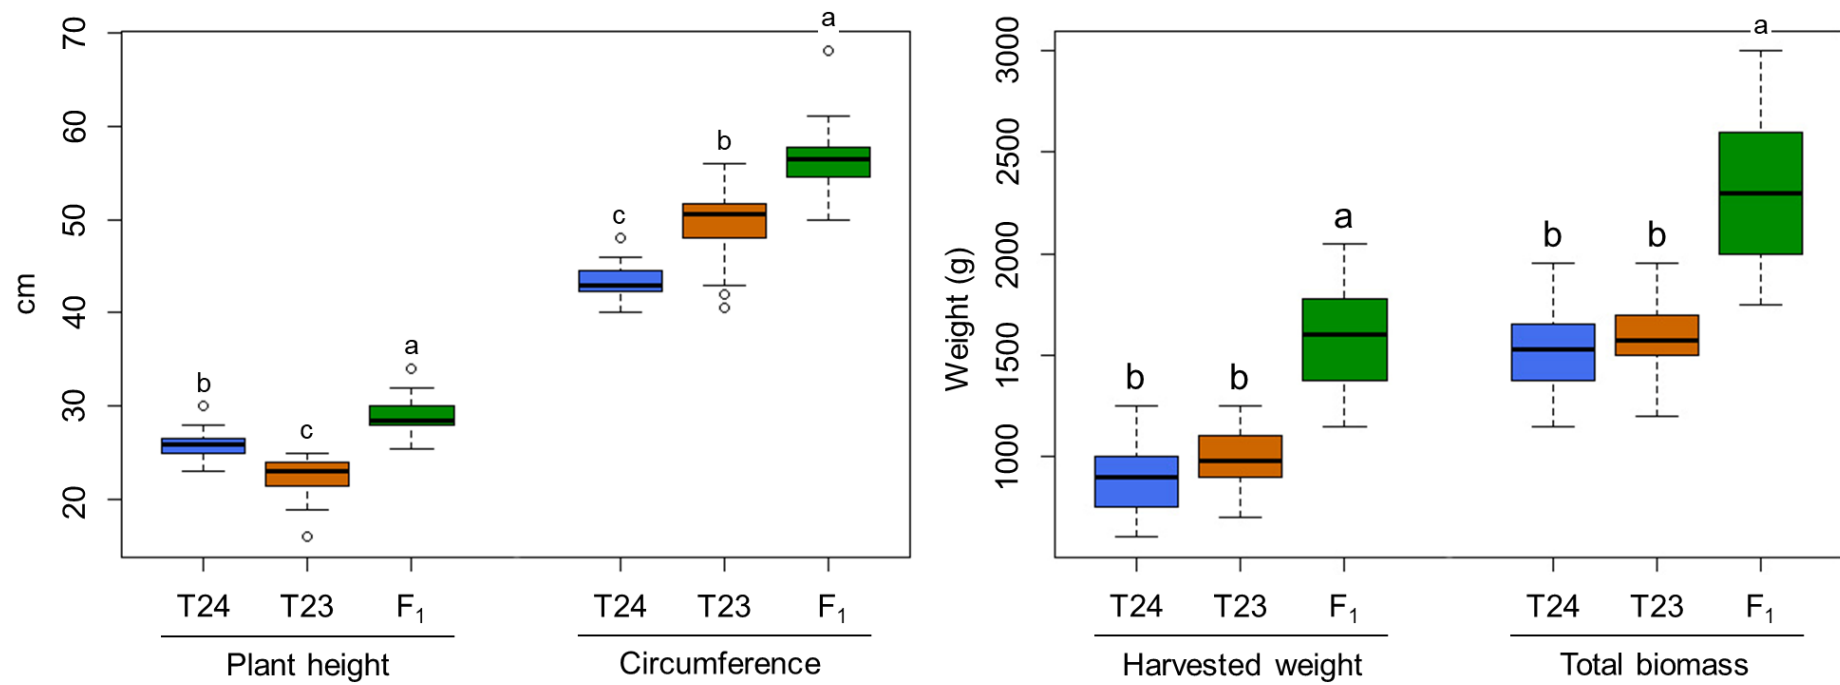 cm
70
60
50
40
30
20
b
c
a
c
b
a
T24 T23 F₁ T24 T23 F₁
Plant height Circumference
Weight (g)
3000
2500
2000
1500
1000
b
b
a
b
b
a
T24 T23 F₁ T24 T23 F₁
Harvested weight Total biomass